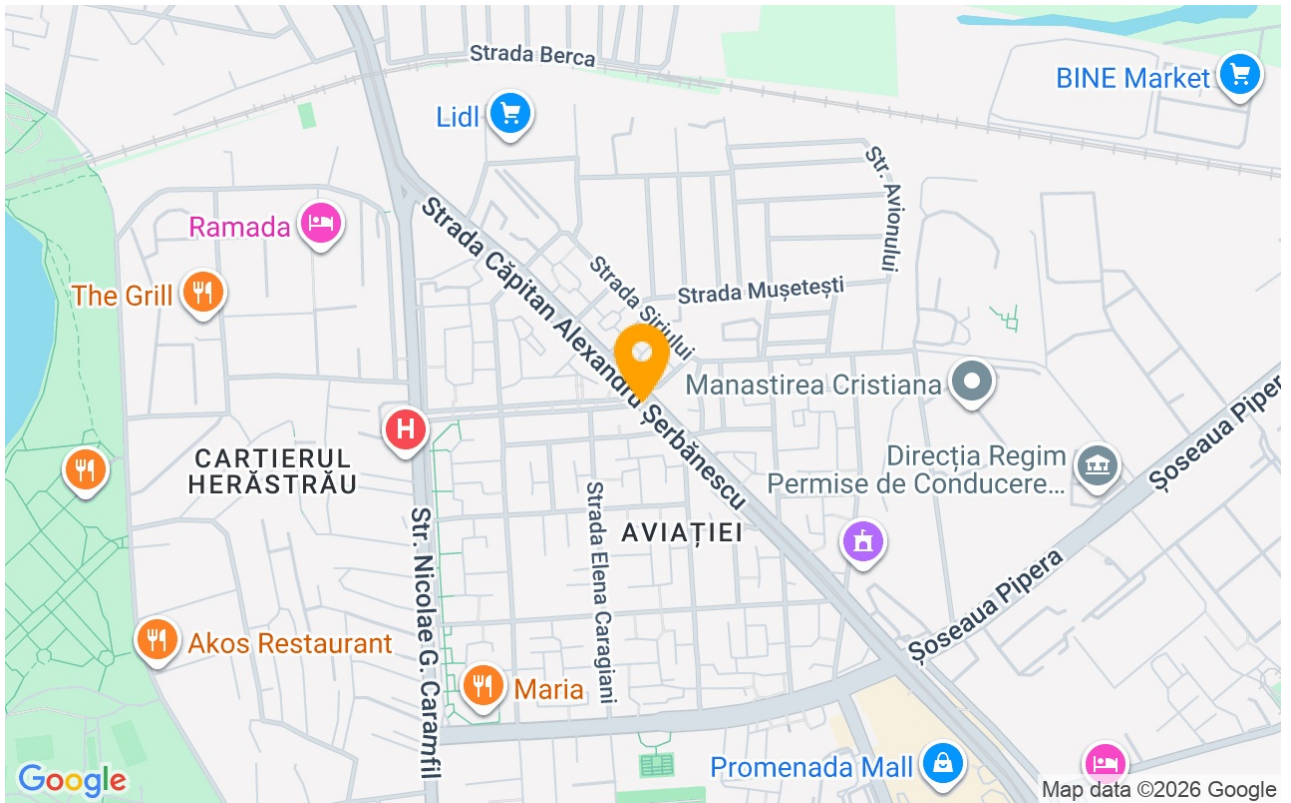 Strada Berca
BINE Market
Lidl
Str. Avionului
Strada Căpitan Alexandru Șerbănescu
Ramada
Strada Siriului
Strada Mușetești
The Grill
Manastirea Cristiana
Șoseaua Pipera
H
CARTIERUL
HERĂSTRĂU
Direcția Regim
Permise de Conducere...
Strada Elena Caragiani
AVIAȚIEI
Str. Nicolae G. Caramfil
Șoseaua Pipera
Akos Restaurant
Maria
Promenada Mall
Google
Map data ©2026 Google